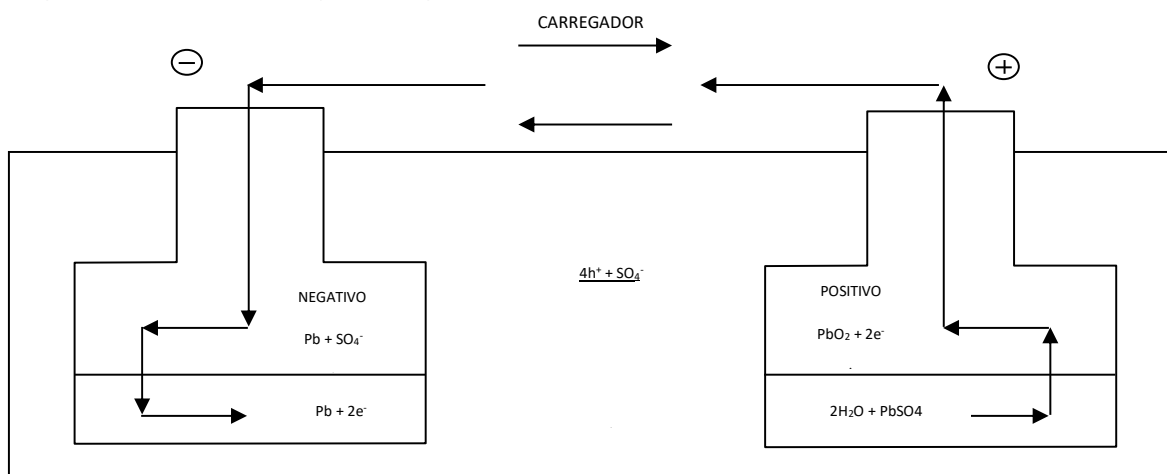 CARREGADOR
−
+
4h⁺ + SO₄⁻
NEGATIVO
Pb + SO₄⁻
Pb + 2e⁻
POSITIVO
PbO₂ + 2e⁻
2H₂O + PbSO4